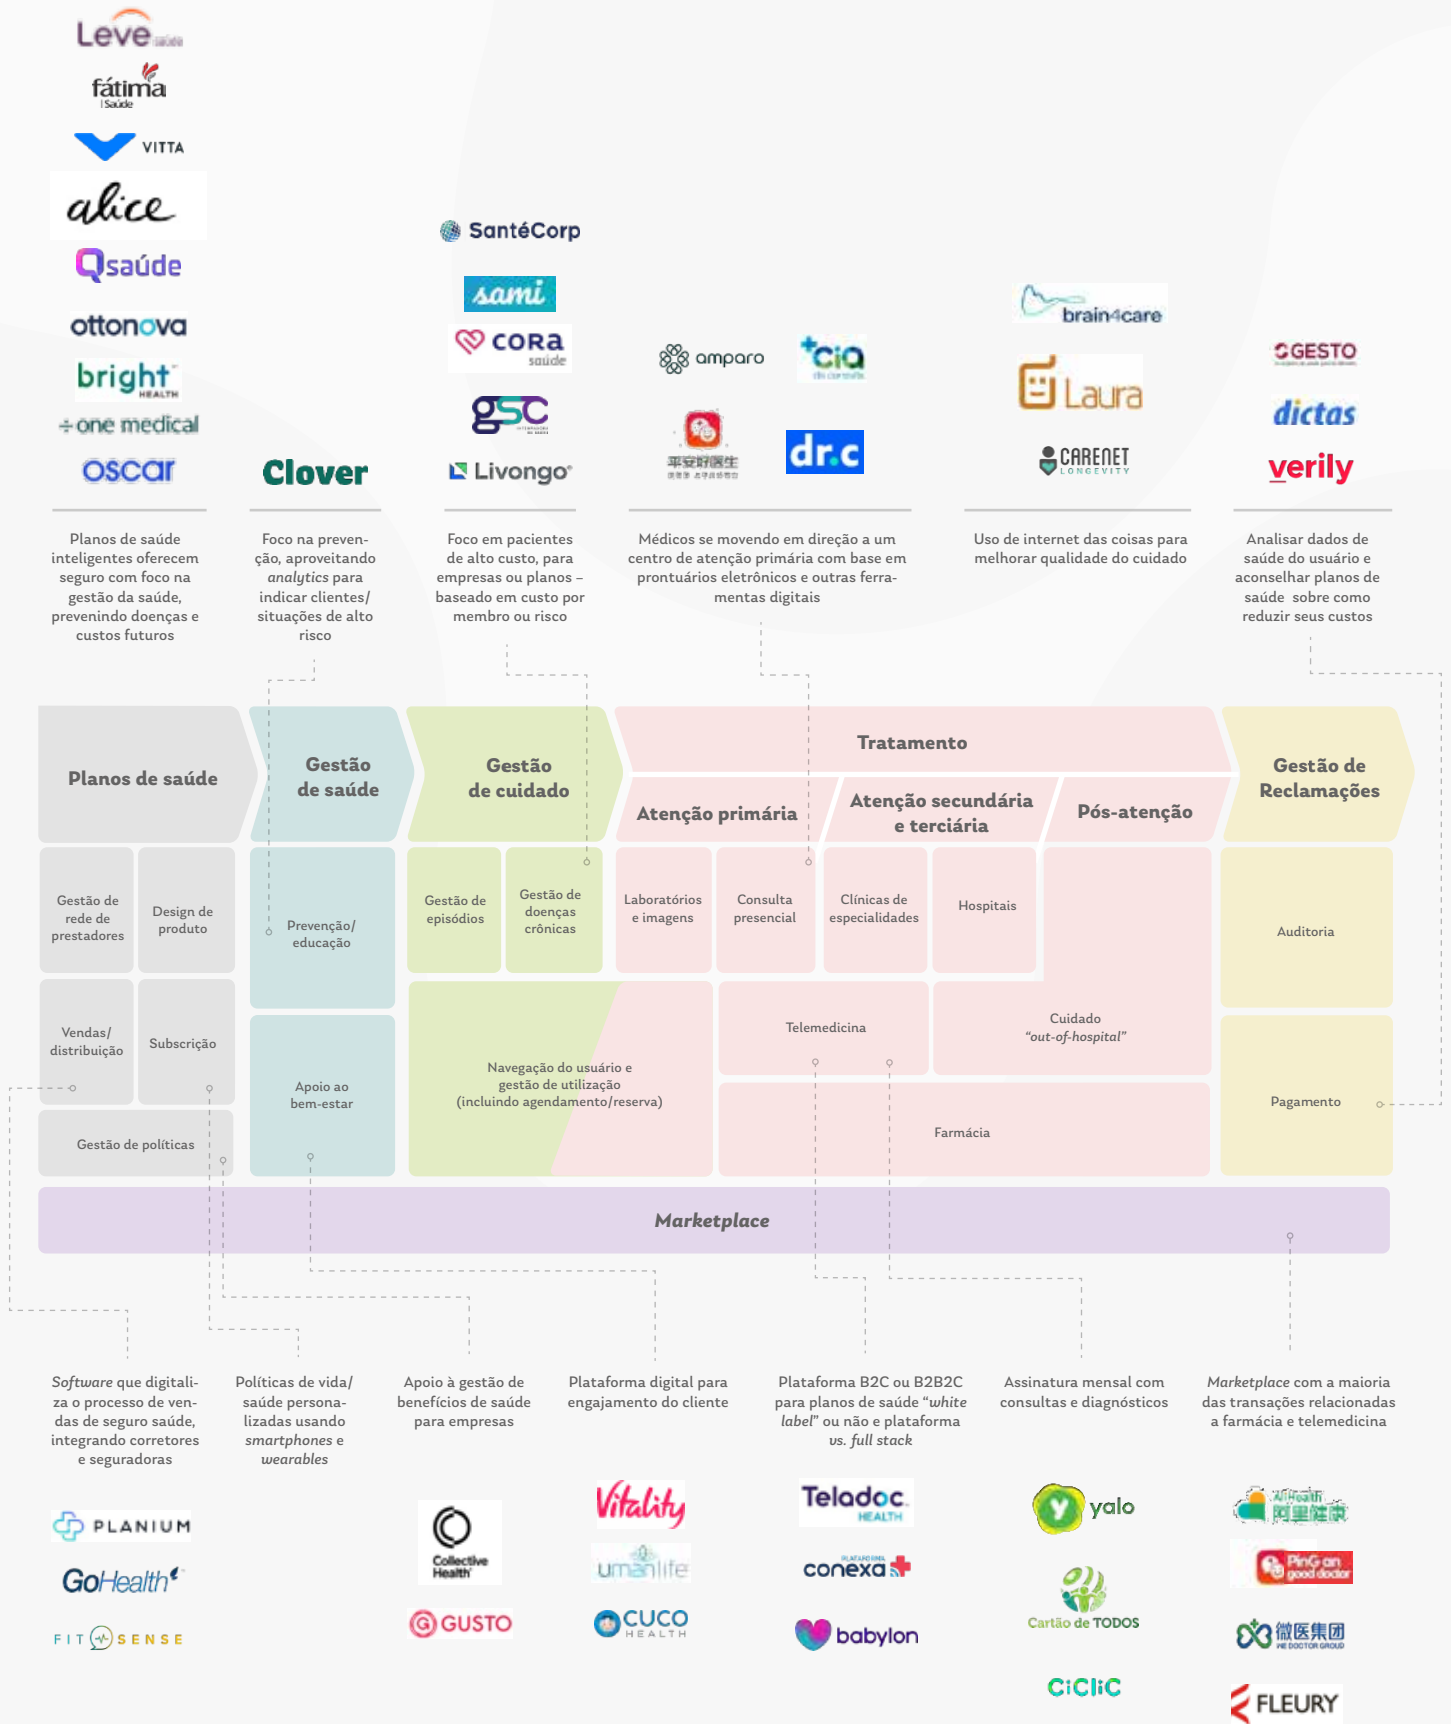 Leve saúde
fátima
Saúde
VITTA
alice
Qsaúde
ottonova
bright
HEALTH
one medical
oscar
Clover
SantéCorp
sami
CORA
saúde
gsc
Livongo
amparo
cia
da consulta
平安好医生
dr.c
brain4care
Laura
CARENET
LONGEVITY
GESTO
dictas
verily
Planos de saúde
inteligentes oferecem
seguro com foco na
gestão da saúde,
prevenindo doenças e
custos futuros
Foco na preven-
ção, aproveitando
analytics para
indicar clientes/
situações de alto
risco
Foco em pacientes
de alto custo, para
empresas ou planos –
baseado em custo por
membro ou risco
Médicos se movendo em direção a um
centro de atenção primária com base em
prontuários eletrônicos e outras ferra-
mentas digitais
Uso de internet das coisas para
melhorar qualidade do cuidado
Analisar dados de
saúde do usuário e
aconselhar planos de
saúde sobre como
reduzir seus custos
Planos de saúde
Gestão
de saúde
Gestão
de cuidado
Tratamento
Atenção primária
Atenção secundária
e terciária
Pós-atenção
Gestão de
Reclamações
Gestão de
rede de
prestadores
Design de
produto
Prevenção/
educação
Gestão de
episódios
Gestão de
doenças
crônicas
Laboratórios
e imagens
Consulta
presencial
Clínicas de
especialidades
Hospitais
Auditoria
Vendas/
distribuição
Subscrição
Apoio ao
bem-estar
Navegação do usuário e
gestão de utilização
(incluindo agendamento/reserva)
Telemedicina
Cuidado
“out-of-hospital”
Pagamento
Gestão de políticas
Farmácia
Marketplace
Software que digitali-
za o processo de ven-
das de seguro saúde,
integrando corretores
e seguradoras
Políticas de vida/
saúde persona-
lizadas usando
smartphones e
wearables
Apoio à gestão de
benefícios de saúde
para empresas
Plataforma digital para
engajamento do cliente
Plataforma B2C ou B2B2C
para planos de saúde “white
label” ou não e plataforma
vs. full stack
Assinatura mensal com
consultas e diagnósticos
Marketplace com a maioria
das transações relacionadas
a farmácia e telemedicina
PLANIUM
GoHealth
FITSENSE
Collective
Health
GUSTO
Vitality
umanlife
CUCO
HEALTH
Teladoc
HEALTH
PLATAFORMA
conexa
babylon
yalo
Cartão de TODOS
CiCliC
AliHealth
阿里健康
PinG an
good doctor
微医集团
WE DOCTOR GROUP
FLEURY